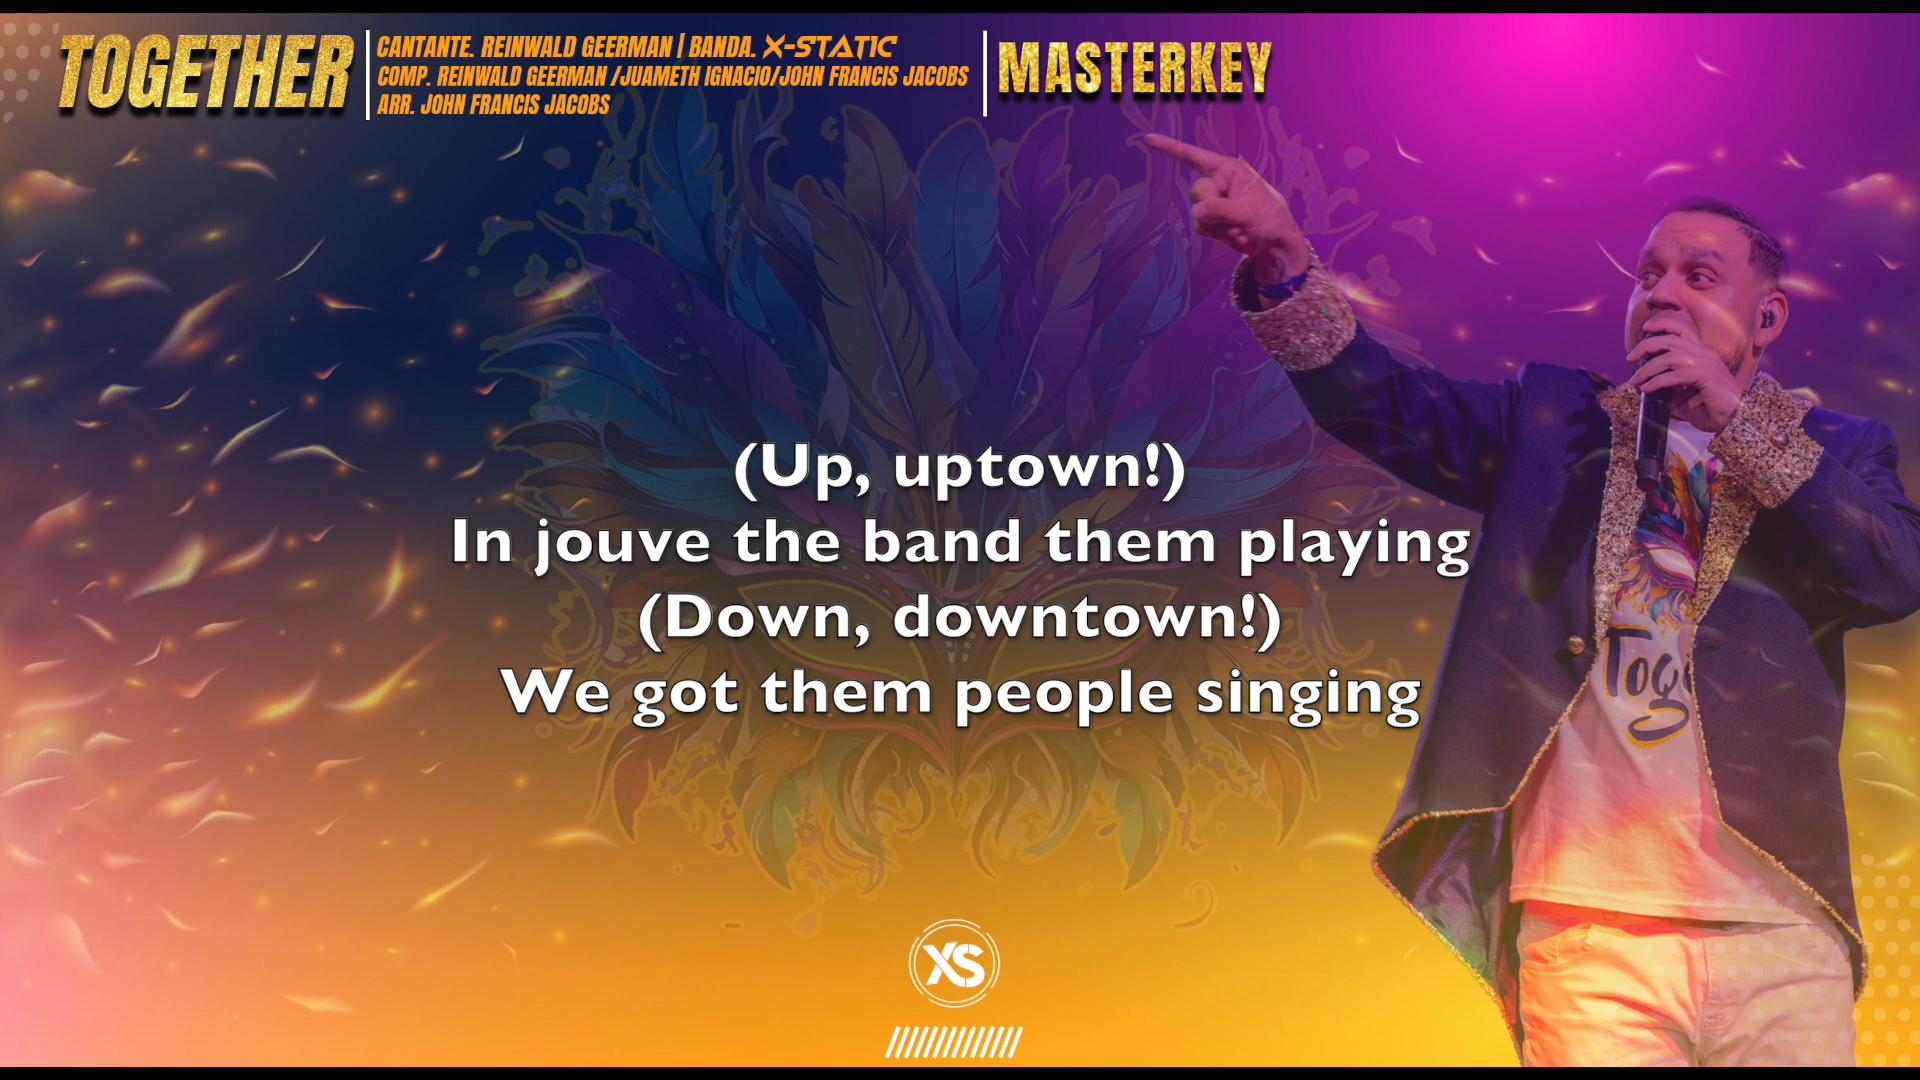 TOGETHER
CANTANTE. REINWALD GEERMAN | BANDA. X-STATIC
COMP. REINWALD GEERMAN /JUAMETH IGNACIO/JOHN FRANCIS JACOBS
ARR. JOHN FRANCIS JACOBS
MASTERKEY
(Up, uptown!)
In jouve the band them playing
(Down, downtown!)
We got them people singing
Toge
XS